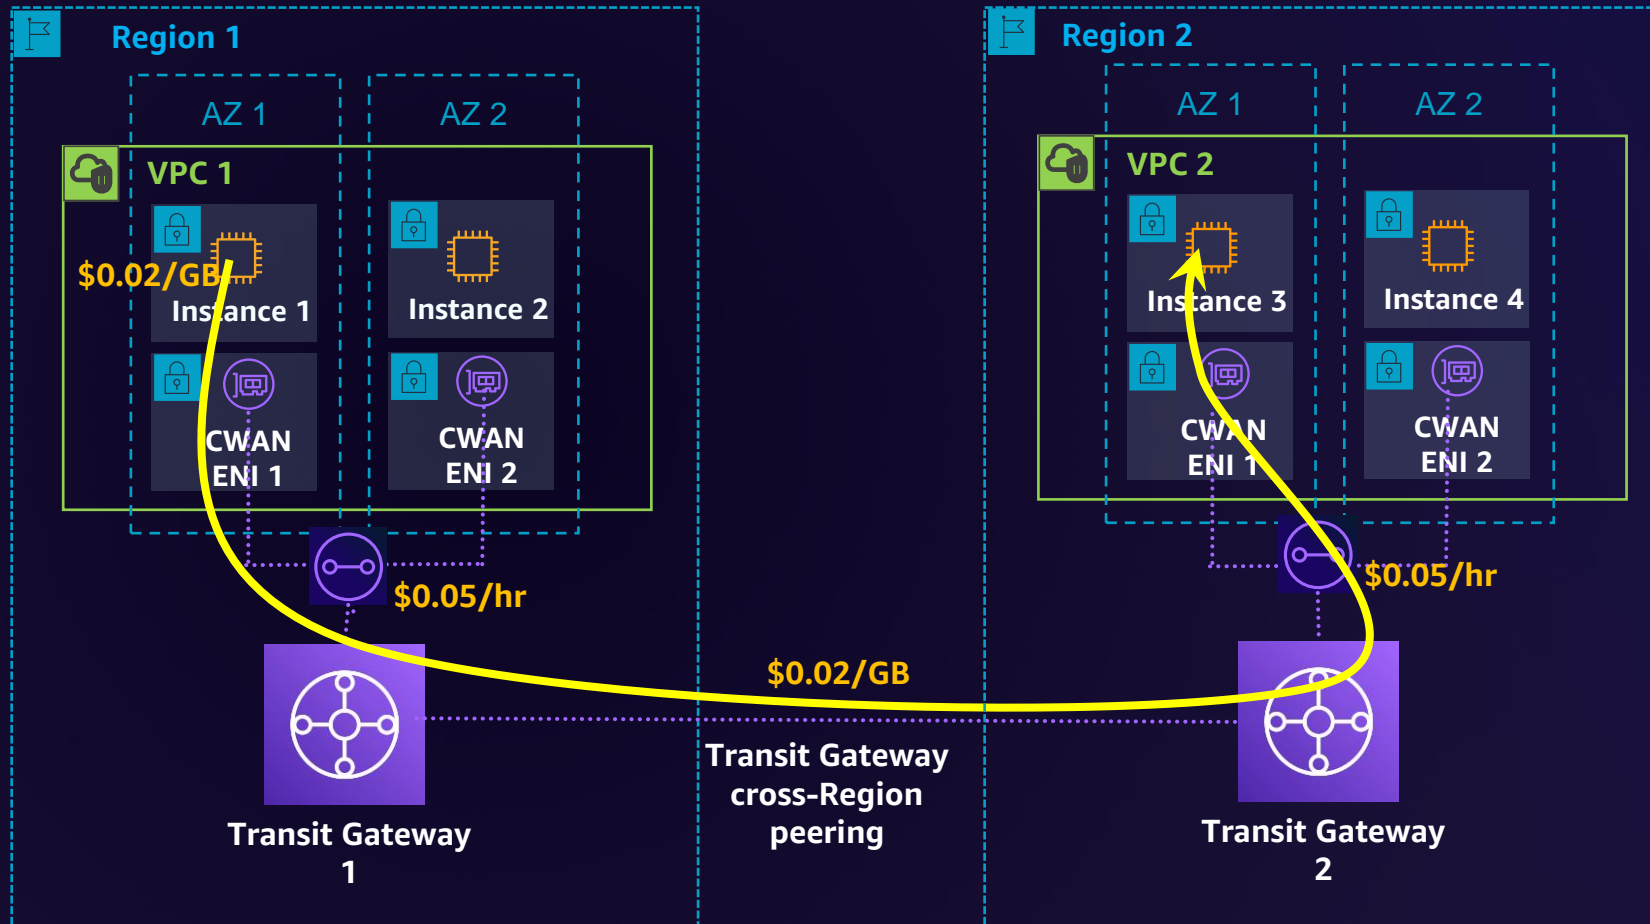 Region 1
AZ 1
AZ 2
VPC 1
$0.02/GB
Instance 1
Instance 2
CWAN
ENI 1
CWAN
ENI 2
$0.05/hr
Transit Gateway
1
$0.02/GB
Transit Gateway
cross-Region
peering
Region 2
AZ 1
AZ 2
VPC 2
Instance 3
Instance 4
CWAN
ENI 1
CWAN
ENI 2
$0.05/hr
Transit Gateway
2